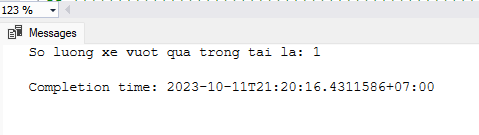 123 %
Messages
So luong xe vuot qua trong tai la: 1
Completion time: 2023-10-11T21:20:16.4311586+07:00